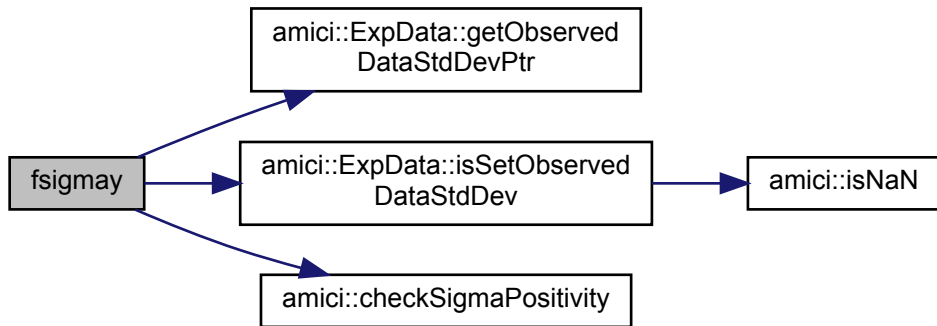 amici::ExpData::getObserved
DataStdDevPtr
fsigmay
amici::ExpData::isSetObserved
DataStdDev
amici::isNaN
amici::checkSigmaPositivity